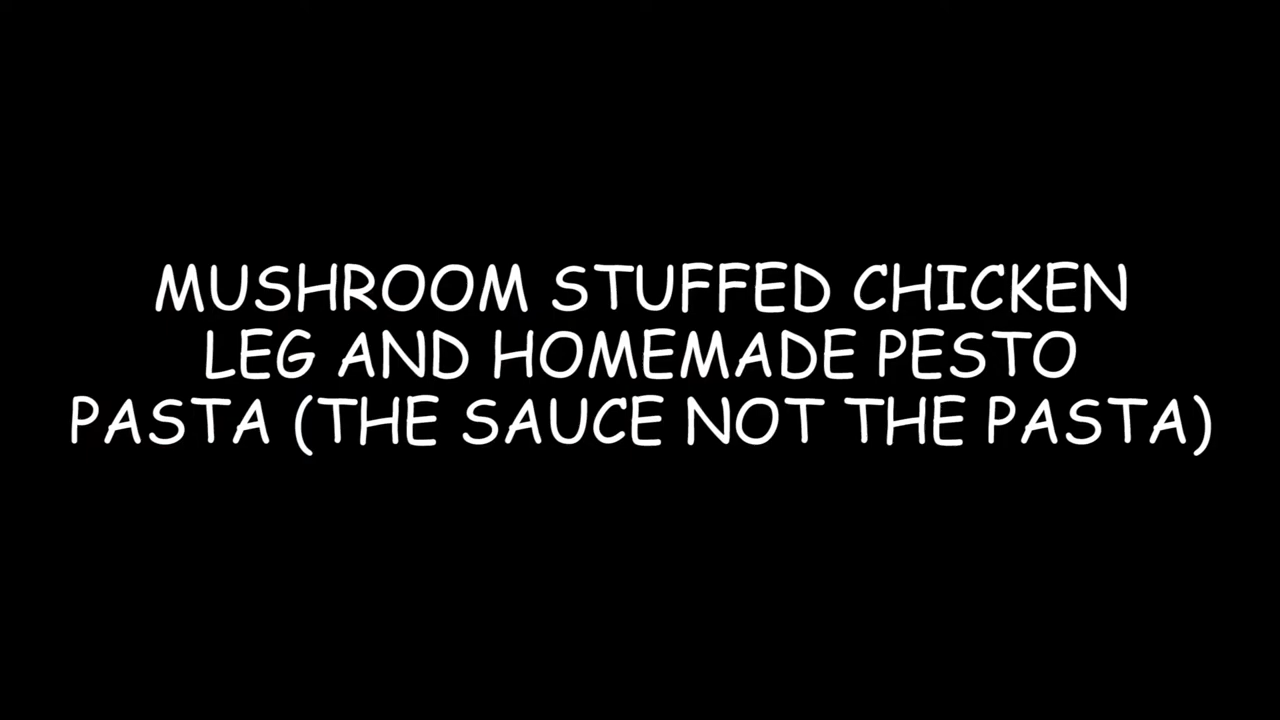 MUSHROOM STUFFED CHICKEN
LEG AND HOMEMADE PESTO
PASTA (THE SAUCE NOT THE PASTA)